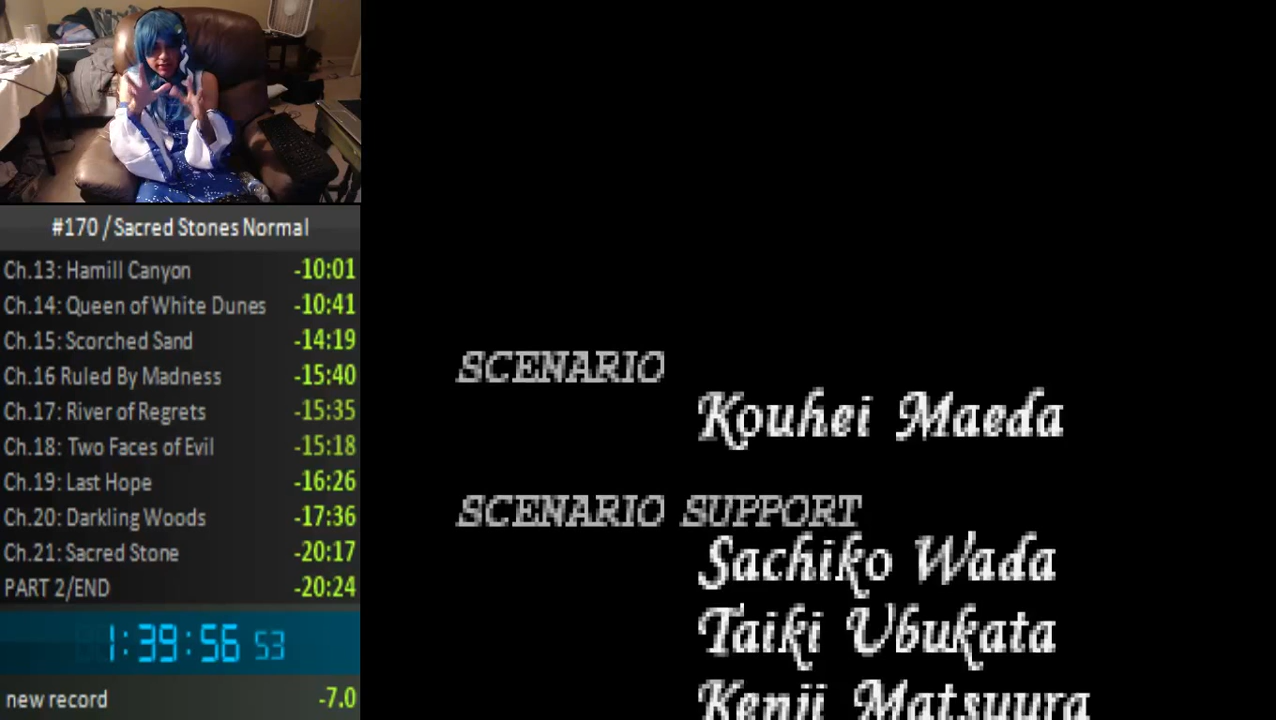 #170 / Sacred Stones Normal
Ch.13: Hamill Canyon -10:01
Ch.14: Queen of White Dunes -10:41
Ch.15: Scorched Sand -14:19
Ch.16 Ruled By Madness -15:40
Ch.17: River of Regrets -15:35
Ch.18: Two Faces of Evil -15:18
Ch.19: Last Hope -16:26
Ch.20: Darkling Woods -17:36
Ch.21: Sacred Stone -20:17
PART 2/END -20:24
1:39:56 53
new record -7.0
SCENARIO
Kouhei Maeda
SCENARIO SUPPORT
Sachiko Wada
Taiki Ubukata
Kenji Matsuura